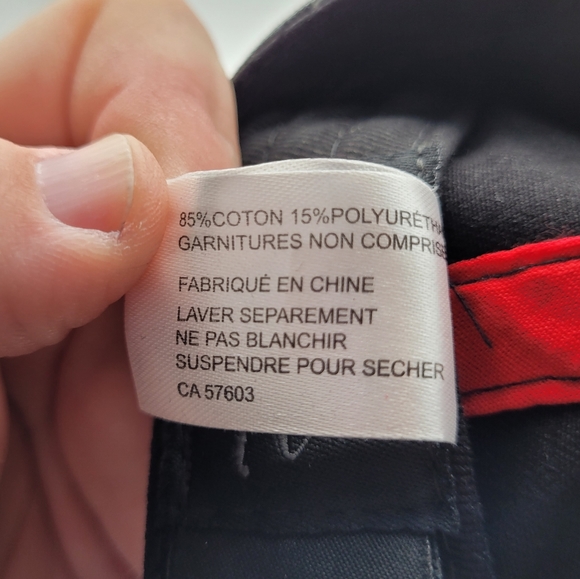 85%COTON 15%POLYURÉTHA
GARNITURES NON COMPRISE
FABRIQUÉ EN CHINE
LAVER SEPAREMENT
NE PAS BLANCHIR
SUSPENDRE POUR SECHER
CA 57603